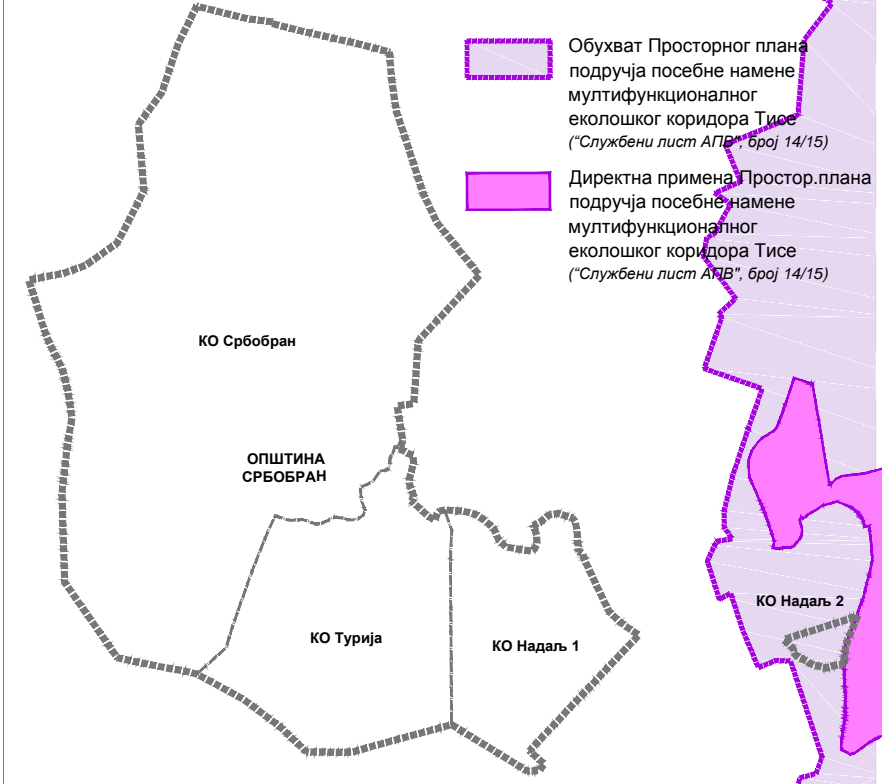 Обухват Просторног плана
подручја посебне намене
мултифункционалног
еколошког коридора Тисе
("Службени лист АПВ", број 14/15)
Директна примена Простор.плана
подручја посебне намене
мултифункционалног
еколошког коридора Тисе
("Службени лист АПВ", број 14/15)
КО Србобран
ОПШТИНА
СРБОБРАН
КО Турија
КО Надаљ 1
КО Надаљ 2